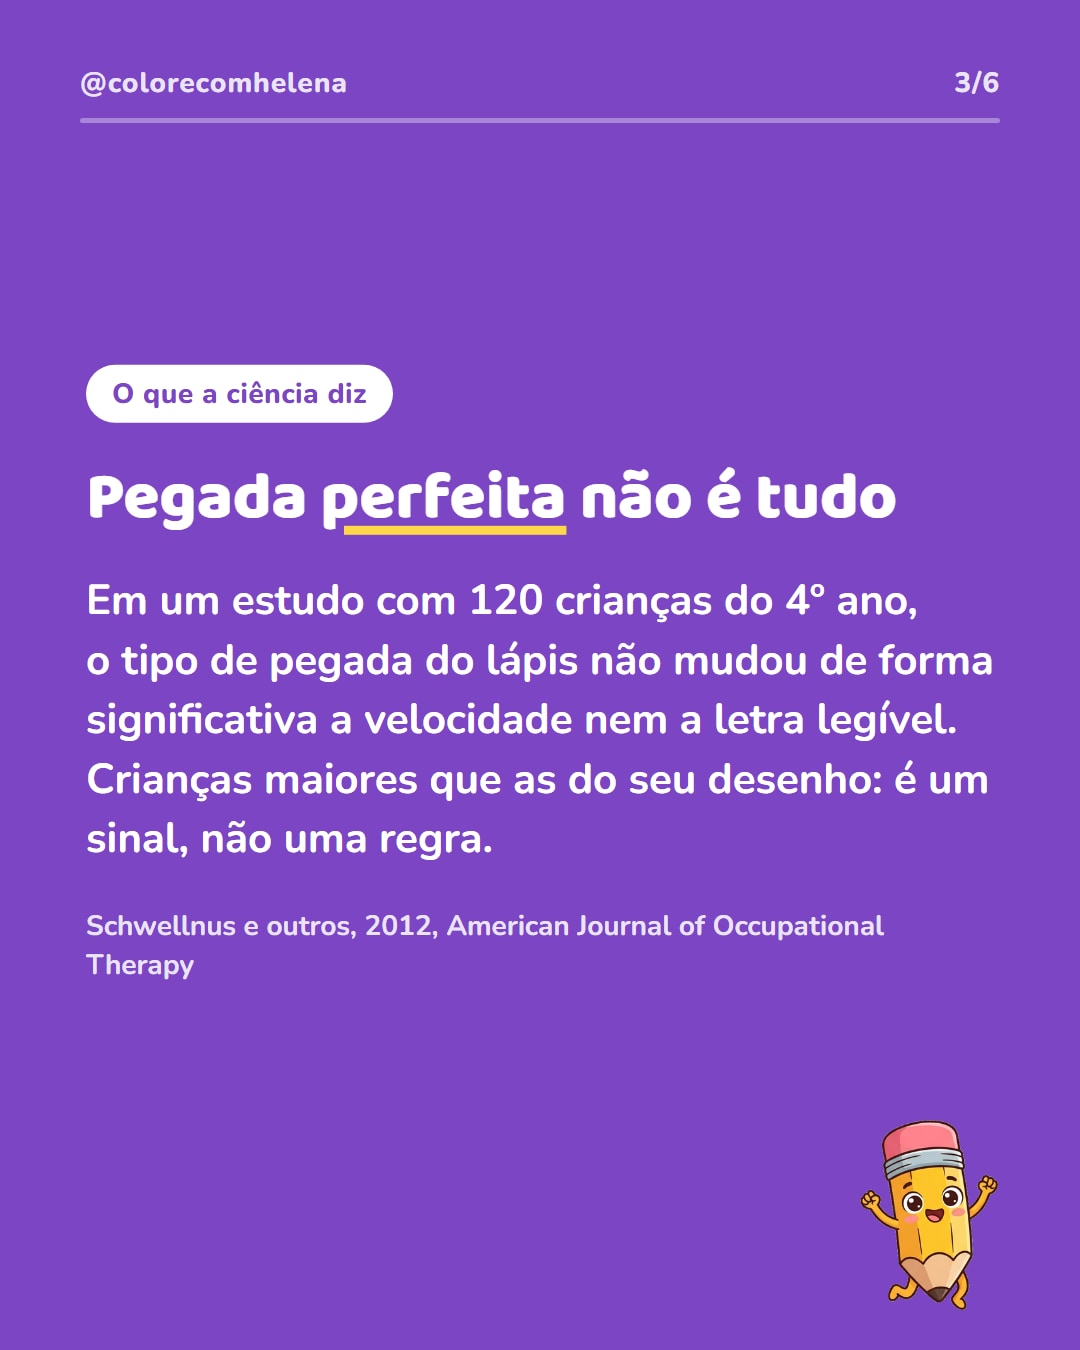 @colorecomhelena
3/6
O que a ciência diz
Pegada perfeita não é tudo
Em um estudo com 120 crianças do 4º ano,
o tipo de pegada do lápis não mudou de forma
significativa a velocidade nem a letra legível.
Crianças maiores que as do seu desenho: é um
sinal, não uma regra.
Schwellnus e outros, 2012, American Journal of Occupational
Therapy